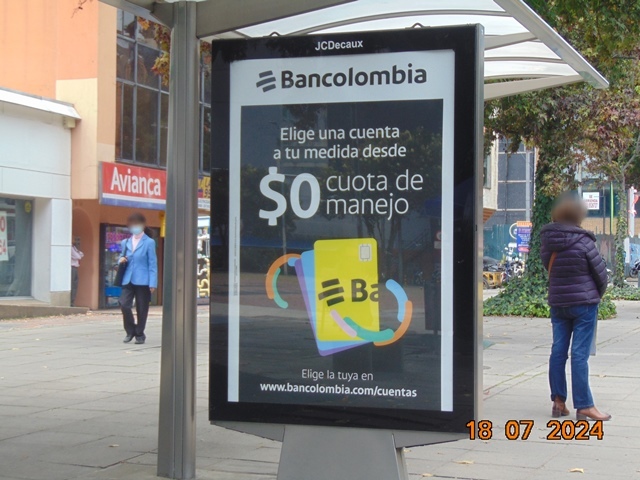 JCDecaux
Bancolombia
Elige una cuenta
a tu medida desde
$0 cuota de
manejo
Ba
Elige la tuya en
www.bancolombia.com/cuentas
Avianca
18 07 2024